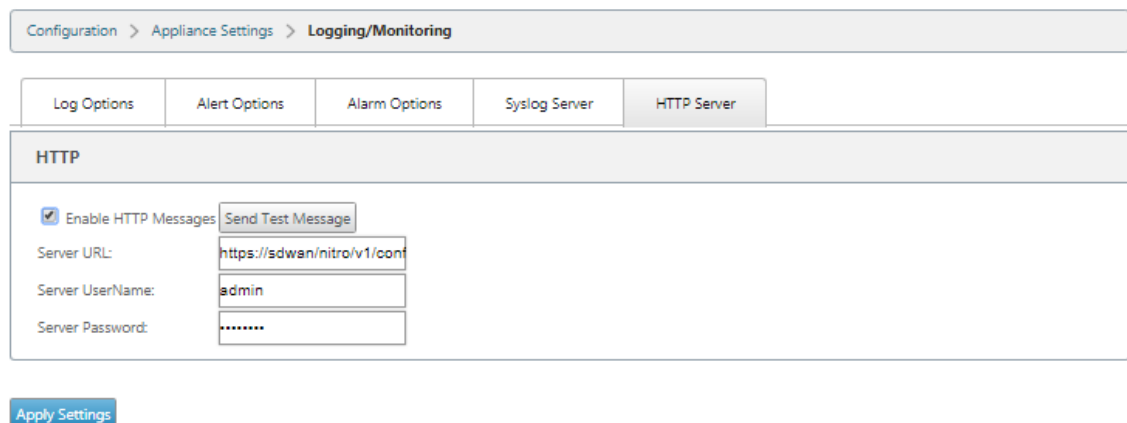 Configuration > Appliance Settings > Logging/Monitoring
Log Options Alert Options Alarm Options Syslog Server HTTP Server
HTTP
Enable HTTP Messages Send Test Message
Server URL: https://sdwan/nitro/v1/conf
Server UserName: admin
Server Password: ••••••••
Apply Settings